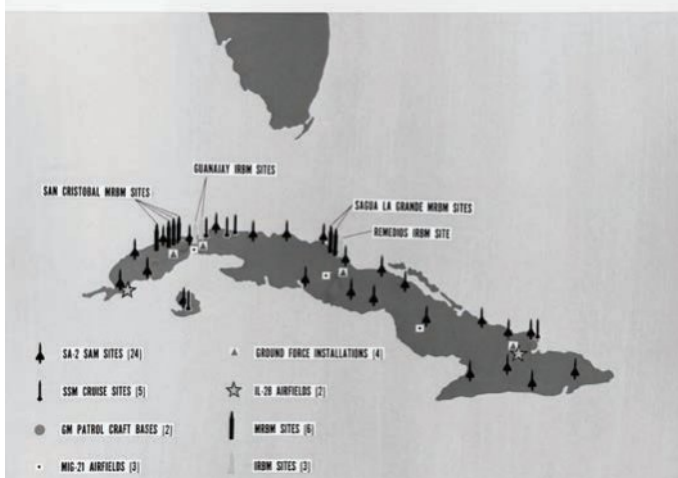 GUANAJAY IRBM SITES
SAN CRISTOBAL MRBM SITES
SAGUA LA GRANDE MRBM SITES
REMEDIOS IRBM SITE
SA-2 SAM SITES (24)
GROUND FORCE INSTALLATIONS (4)
SSM CRUISE SITES (5)
IL-28 AIRFIELDS (2)
GM PATROL CRAFT BASES (2)
MRBM SITES (6)
MIG-21 AIRFIELDS (3)
IRBM SITES (3)